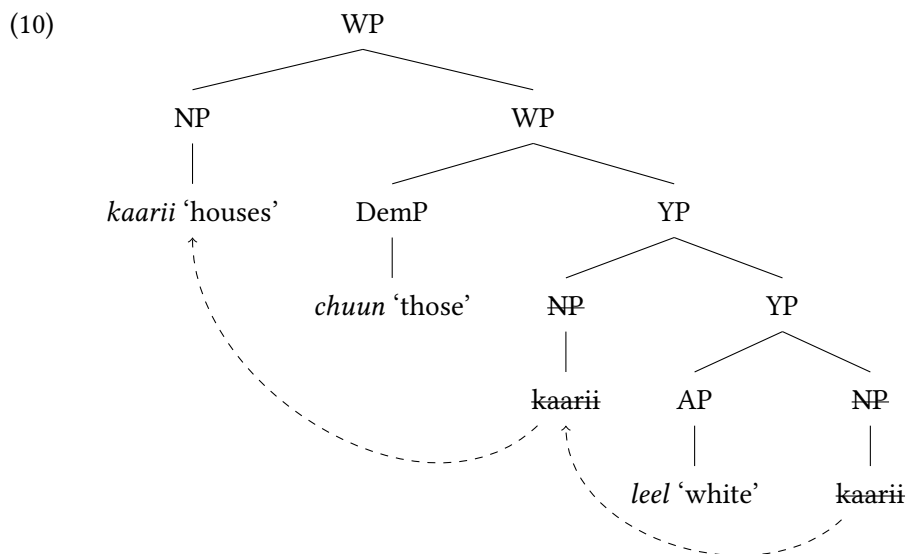 (10) WP
NP WP
kaarii ‘houses’ DemP YP
chuun ‘those’ NP YP
kaarii AP NP
leel ‘white’ kaarii